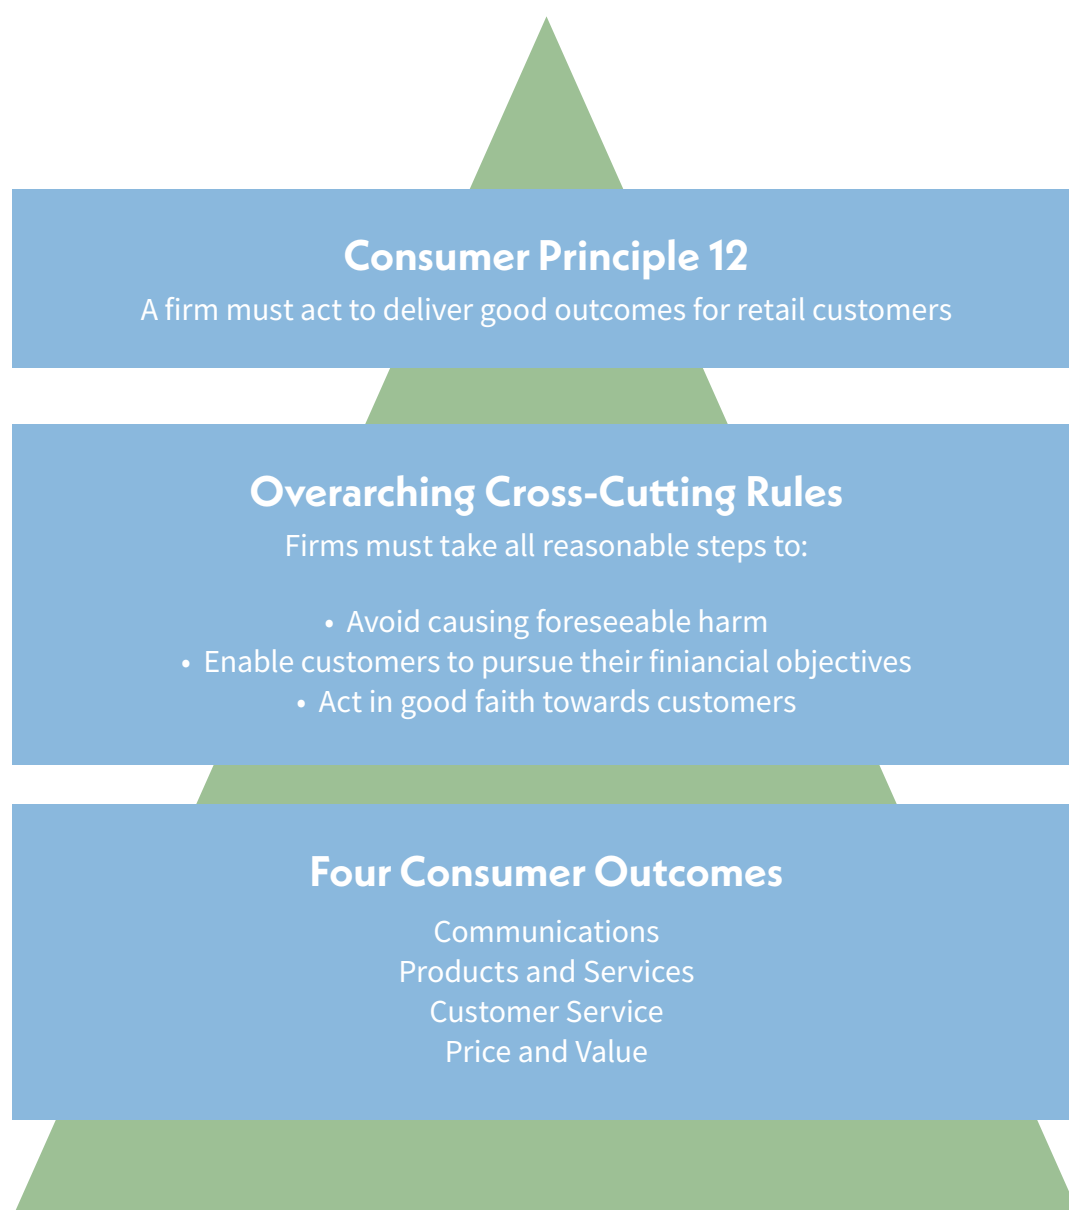 Consumer Principle 12
A firm must act to deliver good outcomes for retail customers
Overarching Cross-Cutting Rules
Firms must take all reasonable steps to:
• Avoid causing foreseeable harm
• Enable customers to pursue their finiancial objectives
• Act in good faith towards customers
Four Consumer Outcomes
Communications
Products and Services
Customer Service
Price and Value